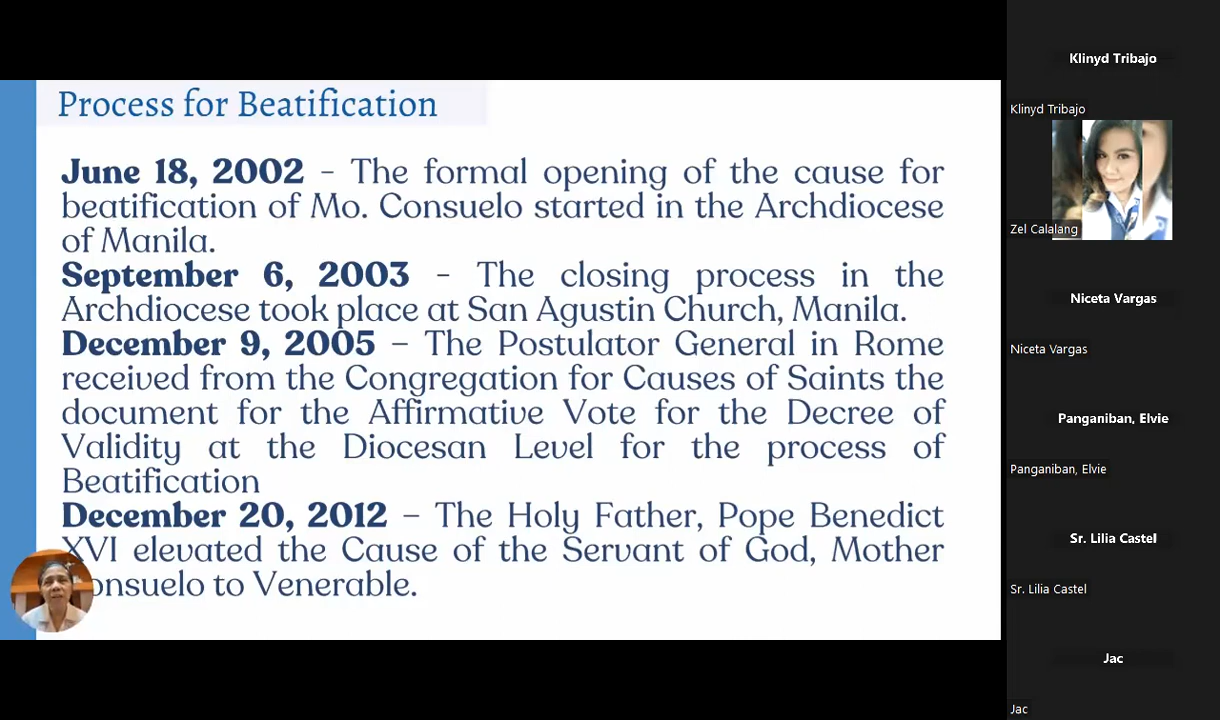 Process for Beatification
June 18, 2002 - The formal opening of the cause for
beatification of Mo. Consuelo started in the Archdiocese
of Manila.
September 6, 2003 - The closing process in the
Archdiocese took place at San Agustin Church, Manila.
December 9, 2005 – The Postulator General in Rome
received from the Congregation for Causes of Saints the
document for the Affirmative Vote for the Decree of
Validity at the Diocesan Level for the process of
Beatification
December 20, 2012 – The Holy Father, Pope Benedict
XVI elevated the Cause of the Servant of God, Mother
onsuelo to Venerable.
Klinyd Tribajo
Klinyd Tribajo
Zel Calalang
Niceta Vargas
Niceta Vargas
Panganiban, Elvie
Panganiban, Elvie
Sr. Lilia Castel
Sr. Lilia Castel
Jac
Jac